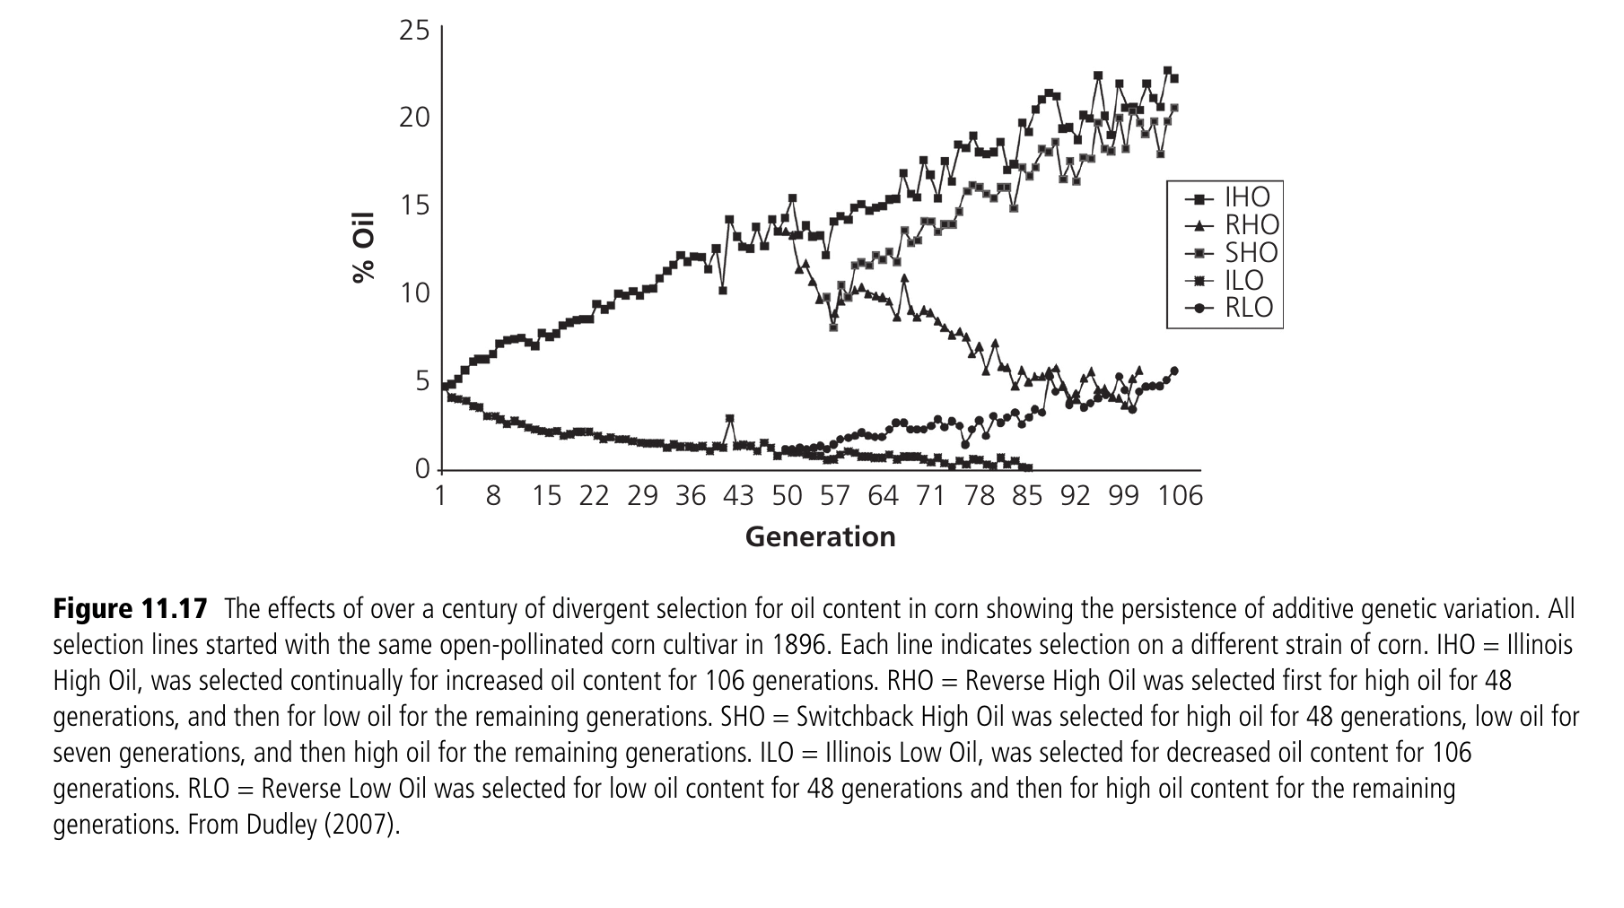 25
20
15
10
5
0
% Oil
1 8 15 22 29 36 43 50 57 64 71 78 85 92 99 106
Generation
IHO
RHO
SHO
ILO
RLO
Figure 11.17 The effects of over a century of divergent selection for oil content in corn showing the persistence of additive genetic variation. All
selection lines started with the same open-pollinated corn cultivar in 1896. Each line indicates selection on a different strain of corn. IHO = Illinois
High Oil, was selected continually for increased oil content for 106 generations. RHO = Reverse High Oil was selected first for high oil for 48
generations, and then for low oil for the remaining generations. SHO = Switchback High Oil was selected for high oil for 48 generations, low oil for
seven generations, and then high oil for the remaining generations. ILO = Illinois Low Oil, was selected for decreased oil content for 106
generations. RLO = Reverse Low Oil was selected for low oil content for 48 generations and then for high oil content for the remaining
generations. From Dudley (2007).